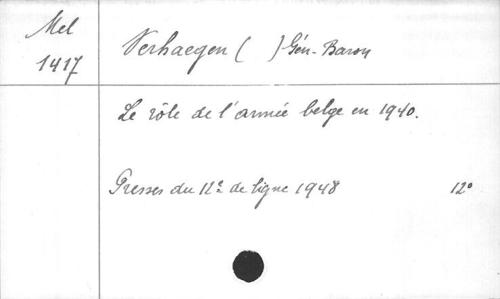 Mel
1417
Verhaegen ( ) Gén. Baron
Le rôle de l'armée belge en 1940.
Presses du 12e de ligne 1948 12°